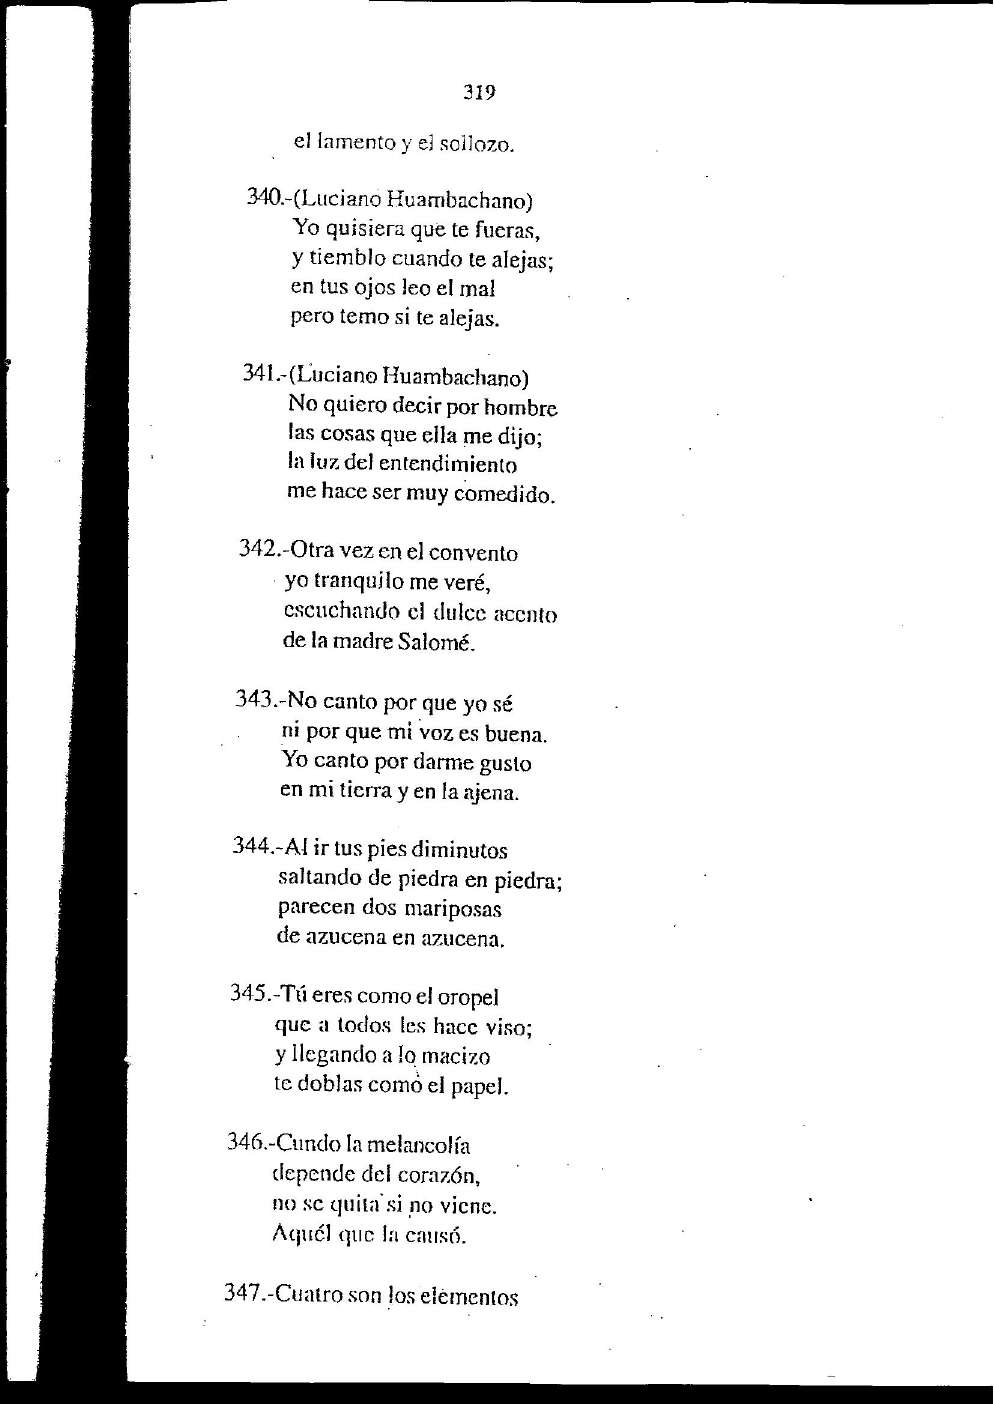 319
el lamento y el sollozo.
340.-(Luciano Huambachano)
Yo quisiera que te fueras,
y tiemblo cuando te alejas;
en tus ojos leo el mal
pero temo si te alejas.
341.-(Luciano Huambachano)
No quiero decir por hombre
las cosas que ella me dijo;
la luz del entendimiento
me hace ser muy comedido.
342.-Otra vez en el convento
yo tranquilo me veré,
escuchando el dulce acento
de la madre Salomé.
343.-No canto por que yo sé
ni por que mi voz es buena.
Yo canto por darme gusto
en mi tierra y en la ajena.
344.-Al ir tus pies diminutos
saltando de piedra en piedra;
parecen dos mariposas
de azucena en azucena.
345.-Tú eres como el oropel
que a todos les hace viso;
y llegando a lo macizo
te doblas como el papel.
346.-Cundo la melancolía
depende del corazón,
no se quita si no viene.
Aquél que la causó.
347.-Cuatro son los elementos